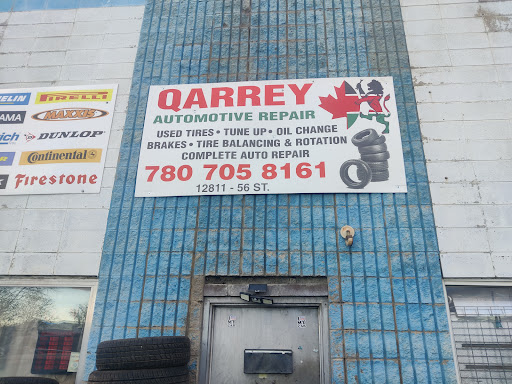 QARREY
AUTOMOTIVE REPAIR
USED TIRES • TUNE UP • OIL CHANGE
BRAKES • TIRE BALANCING & ROTATION
COMPLETE AUTO REPAIR
780 705 8161
12811 - 56 ST.
PIRELLI
MAXXIS
DUNLOP
Continental
Firestone